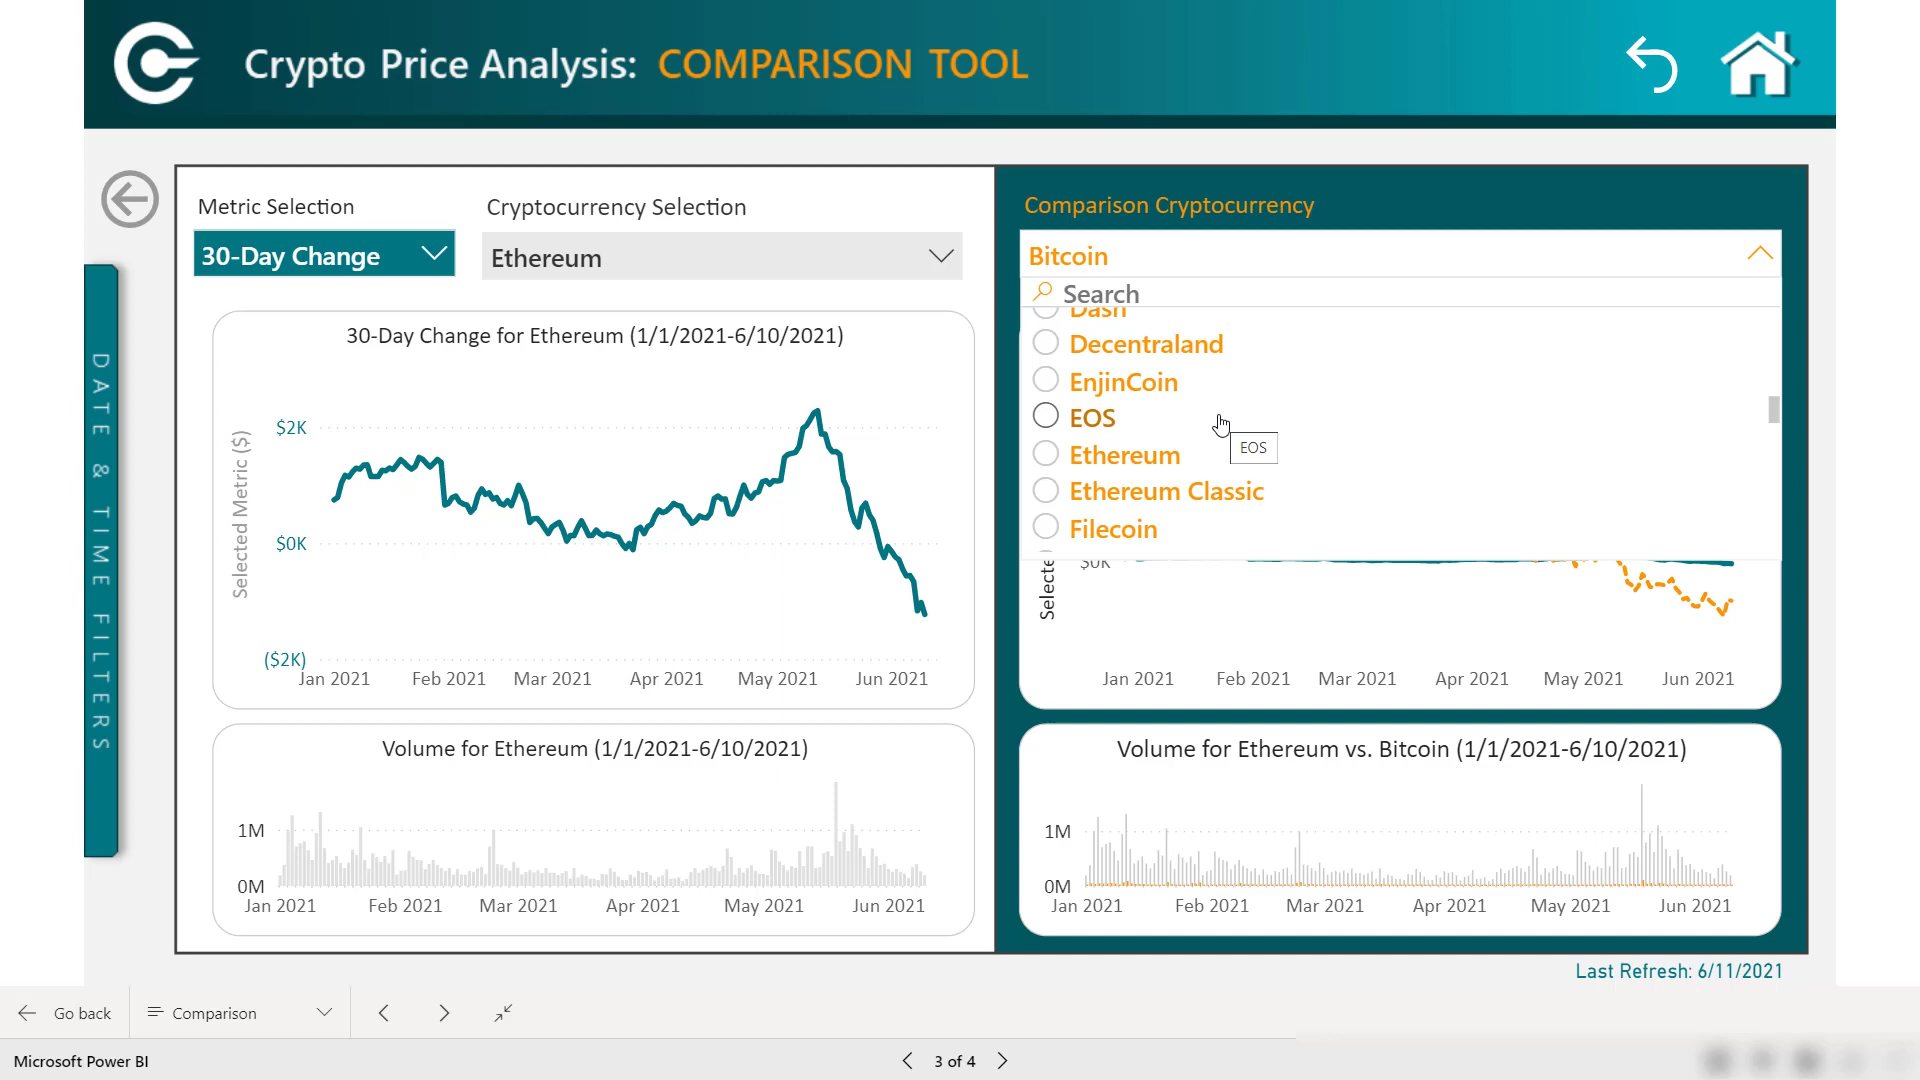 Crypto Price Analysis: COMPARISON TOOL
DATE & TIME FILTERS
Metric Selection
30-Day Change
Cryptocurrency Selection
Ethereum
30-Day Change for Ethereum (1/1/2021-6/10/2021)
Selected Metric ($)
$2K
$0K
($2K)
Jan 2021 Feb 2021 Mar 2021 Apr 2021 May 2021 Jun 2021
Volume for Ethereum (1/1/2021-6/10/2021)
1M
0M
Jan 2021 Feb 2021 Mar 2021 Apr 2021 May 2021 Jun 2021
Comparison Cryptocurrency
Bitcoin
Search
Dash
Decentraland
EnjinCoin
EOS
EOS
Ethereum
Ethereum Classic
Filecoin
$0K
Selecte
Jan 2021 Feb 2021 Mar 2021 Apr 2021 May 2021 Jun 2021
Volume for Ethereum vs. Bitcoin (1/1/2021-6/10/2021)
1M
0M
Jan 2021 Feb 2021 Mar 2021 Apr 2021 May 2021 Jun 2021
Last Refresh: 6/11/2021
Go back
Comparison
Microsoft Power BI
3 of 4